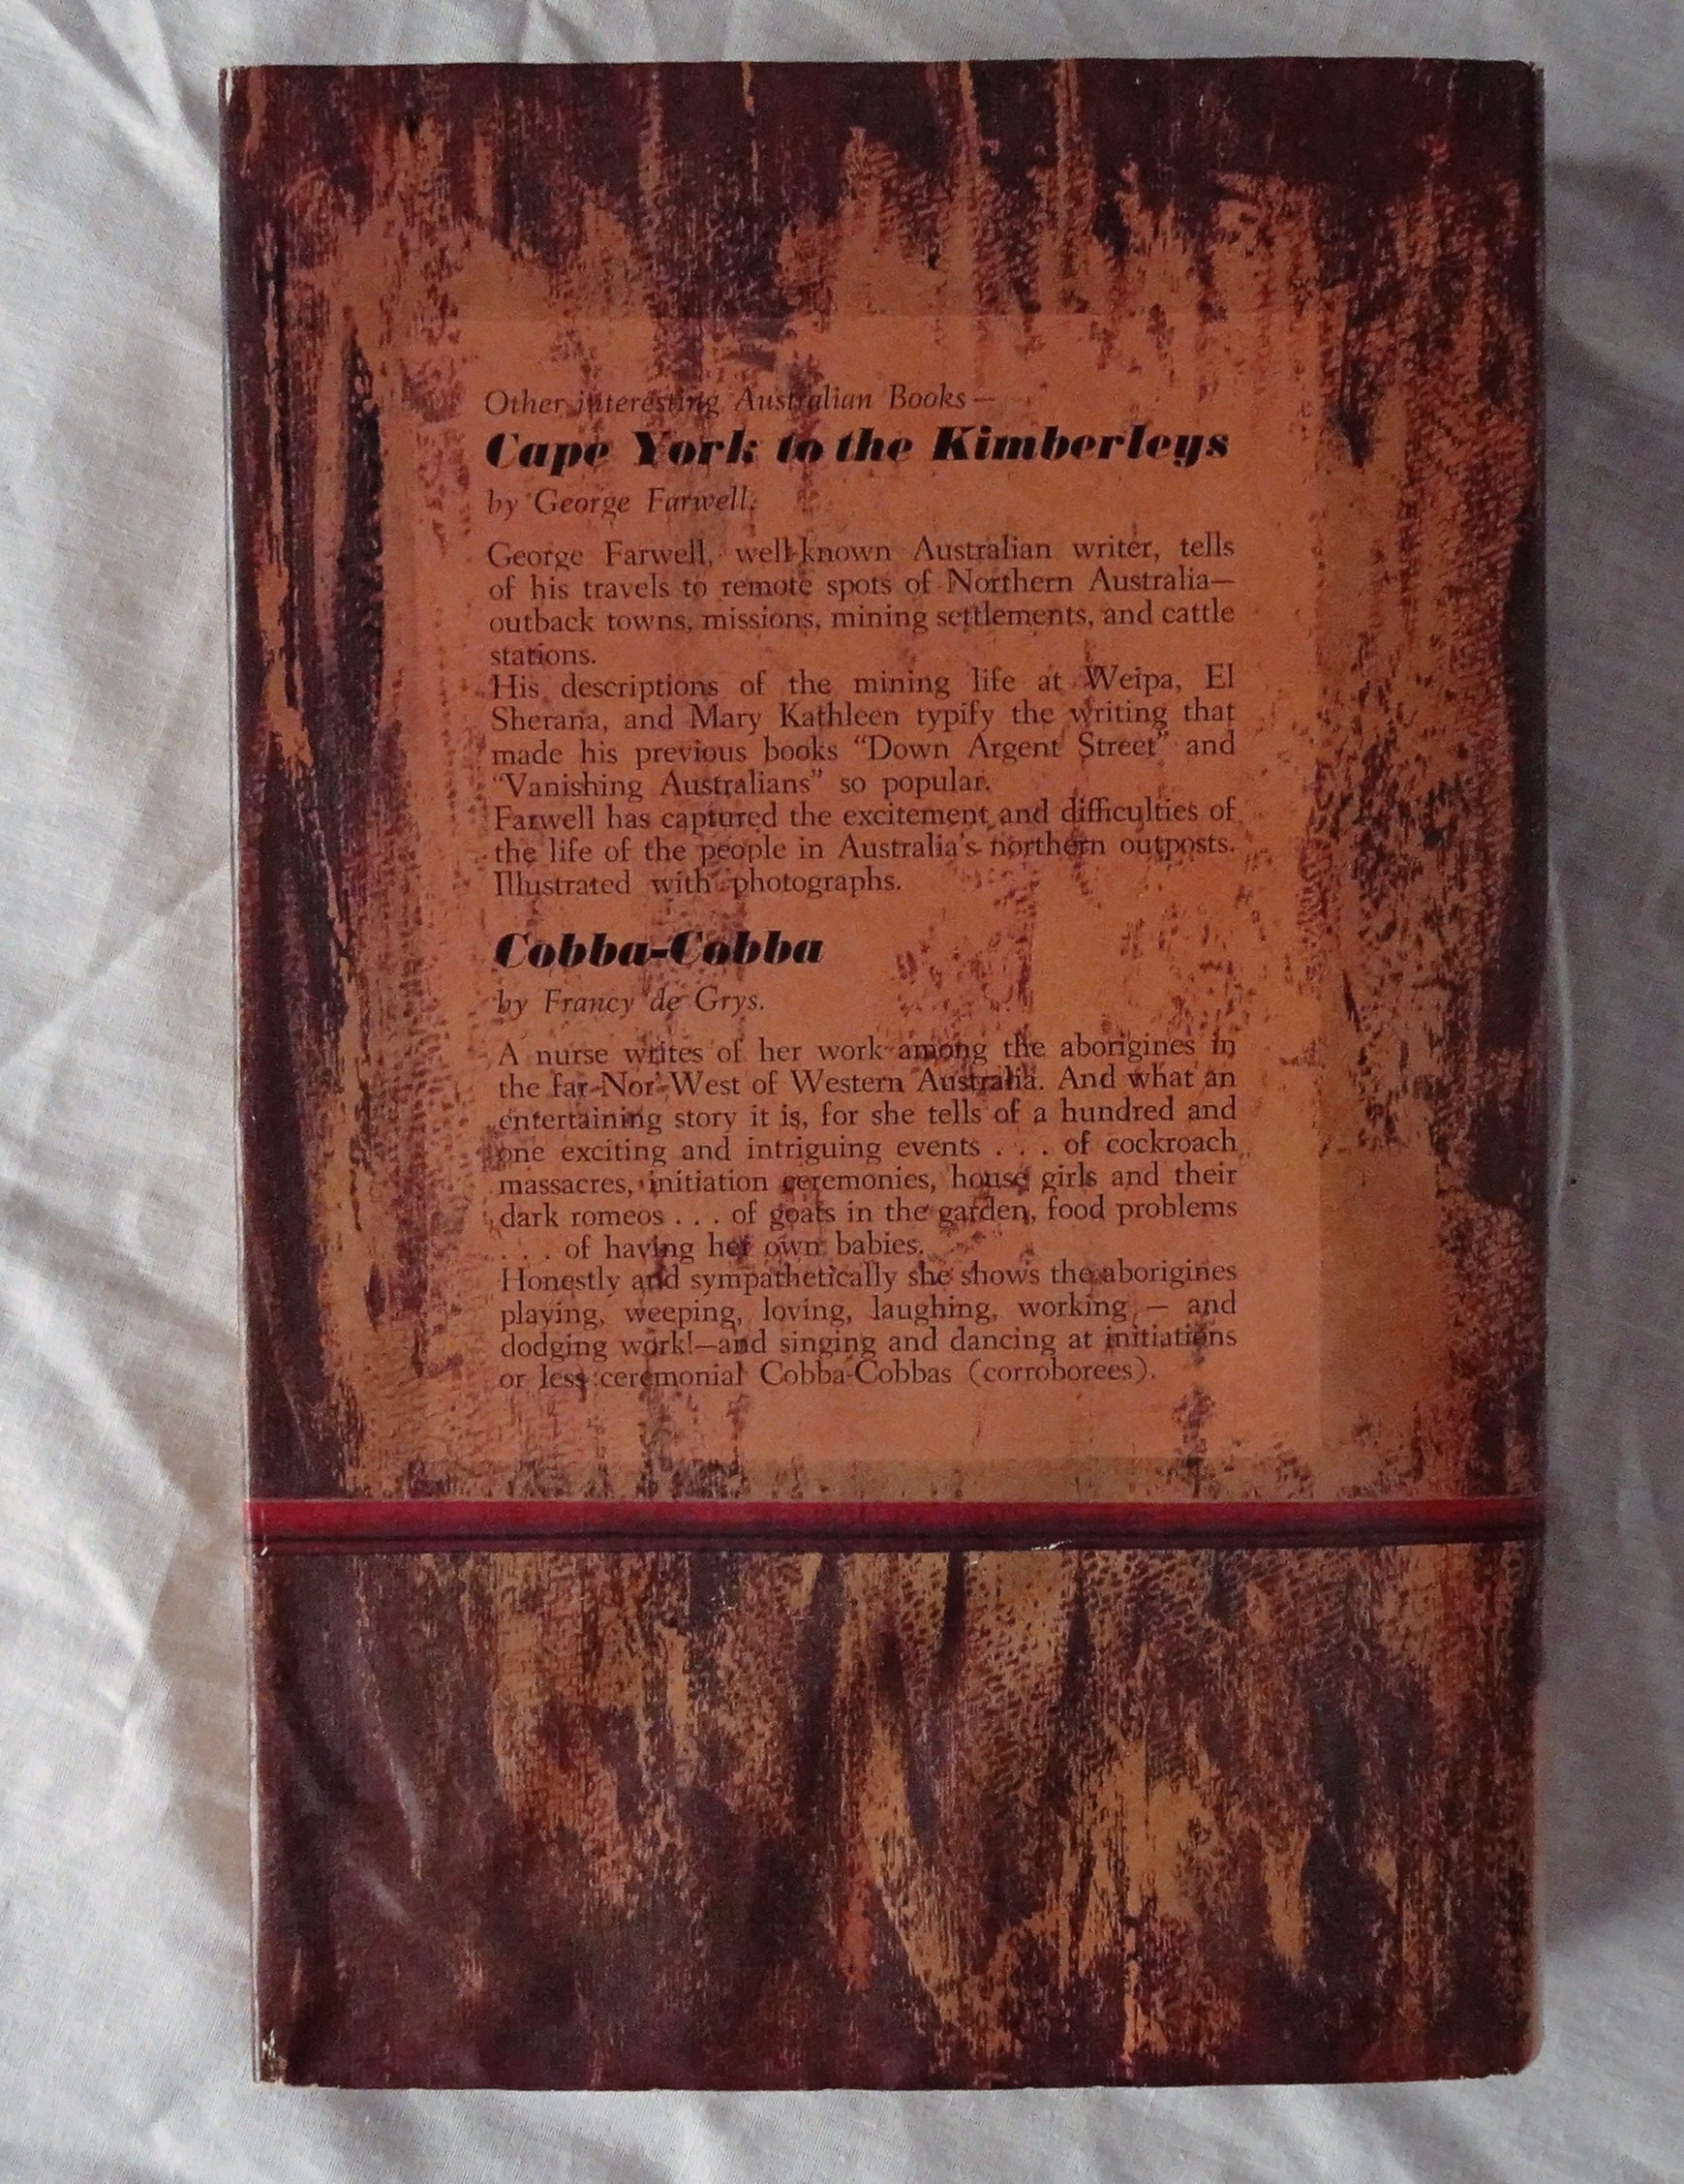 Other interesting Australian Books —
Cape York to the Kimberleys
by George Farwell.
George Farwell, well-known Australian writer, tells
of his travels to remote spots of Northern Australia—
outback towns, missions, mining settlements, and cattle
stations.
His descriptions of the mining life at Weipa, El
Sherana, and Mary Kathleen typify the writing that
made his previous books “Down Argent Street” and
“Vanishing Australians” so popular.
Farwell has captured the excitement and difficulties of
the life of the people in Australia's northern outposts.
Illustrated with photographs.
Cobba-Cobba
by Francy de Grys.
A nurse writes of her work among the aborigines in
the far Nor'-West of Western Australia. And what an
entertaining story it is, for she tells of a hundred and
one exciting and intriguing events . . . of cockroach
massacres, initiation ceremonies, house girls and their
dark romeos . . . of goats in the garden, food problems
. . . of having her own babies.
Honestly and sympathetically she shows the aborigines
playing, weeping, loving, laughing, working — and
dodging work!—and singing and dancing at initiations
or less ceremonial Cobba-Cobbas (corroborees).